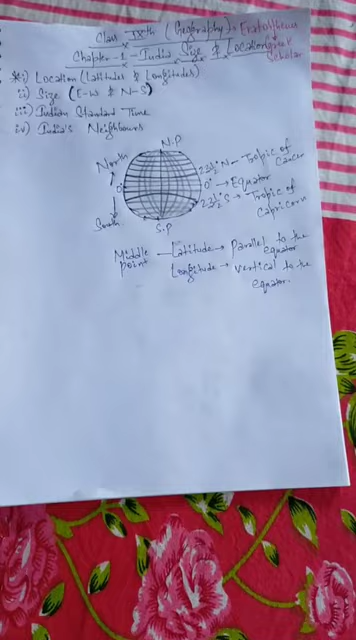 Class IXth (Geography) → Eratosthenes
Greek Scholar
Chapter-1 - India Size & Location
i) Location (Latitudes & Longitudes)
ii) Size (E-W & N-S)
iii) Indian Standard Time
iv) India's Neighbours
N.P
North
23½°N → Tropic of Cancer
0°
0° → Equator
23½°S → Tropic of Capricorn
South
S.P
Middle point
Latitude → Parallel to the equator
Longitude → Vertical to the equator.